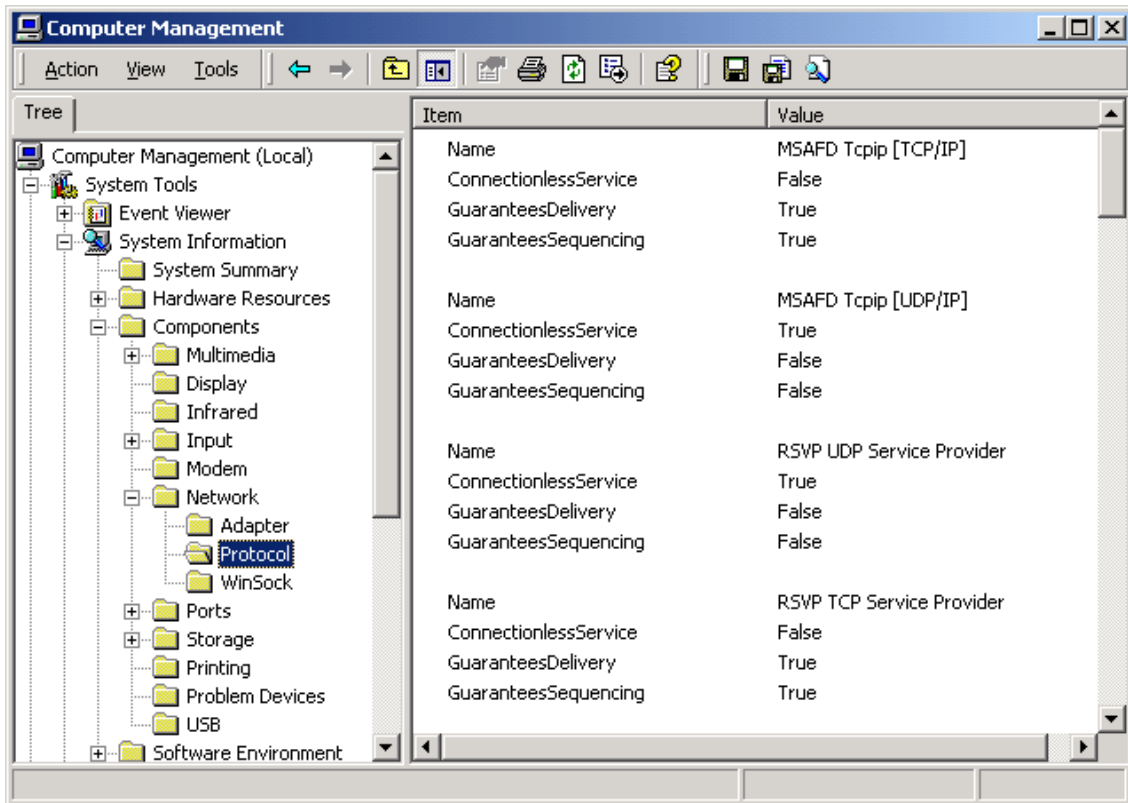 Computer Management
Action View Tools
Tree
Computer Management (Local)
System Tools
Event Viewer
System Information
System Summary
Hardware Resources
Components
Multimedia
Display
Infrared
Input
Modem
Network
Adapter
Protocol
WinSock
Ports
Storage
Printing
Problem Devices
USB
Software Environment
Item Value
Name MSAFD Tcpip [TCP/IP]
ConnectionlessService False
GuaranteesDelivery True
GuaranteesSequencing True
Name MSAFD Tcpip [UDP/IP]
ConnectionlessService True
GuaranteesDelivery False
GuaranteesSequencing False
Name RSVP UDP Service Provider
ConnectionlessService True
GuaranteesDelivery False
GuaranteesSequencing False
Name RSVP TCP Service Provider
ConnectionlessService False
GuaranteesDelivery True
GuaranteesSequencing True